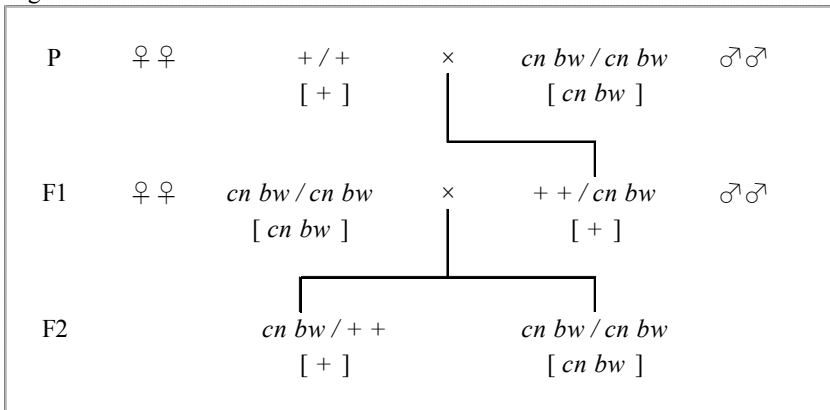 P ♀♀ + / + × cn bw / cn bw ♂♂
[ + ] [ cn bw ]
F1 ♀♀ cn bw / cn bw × + + / cn bw ♂♂
[ cn bw ] [ + ]
F2 cn bw / + + cn bw / cn bw
[ + ] [ cn bw ]